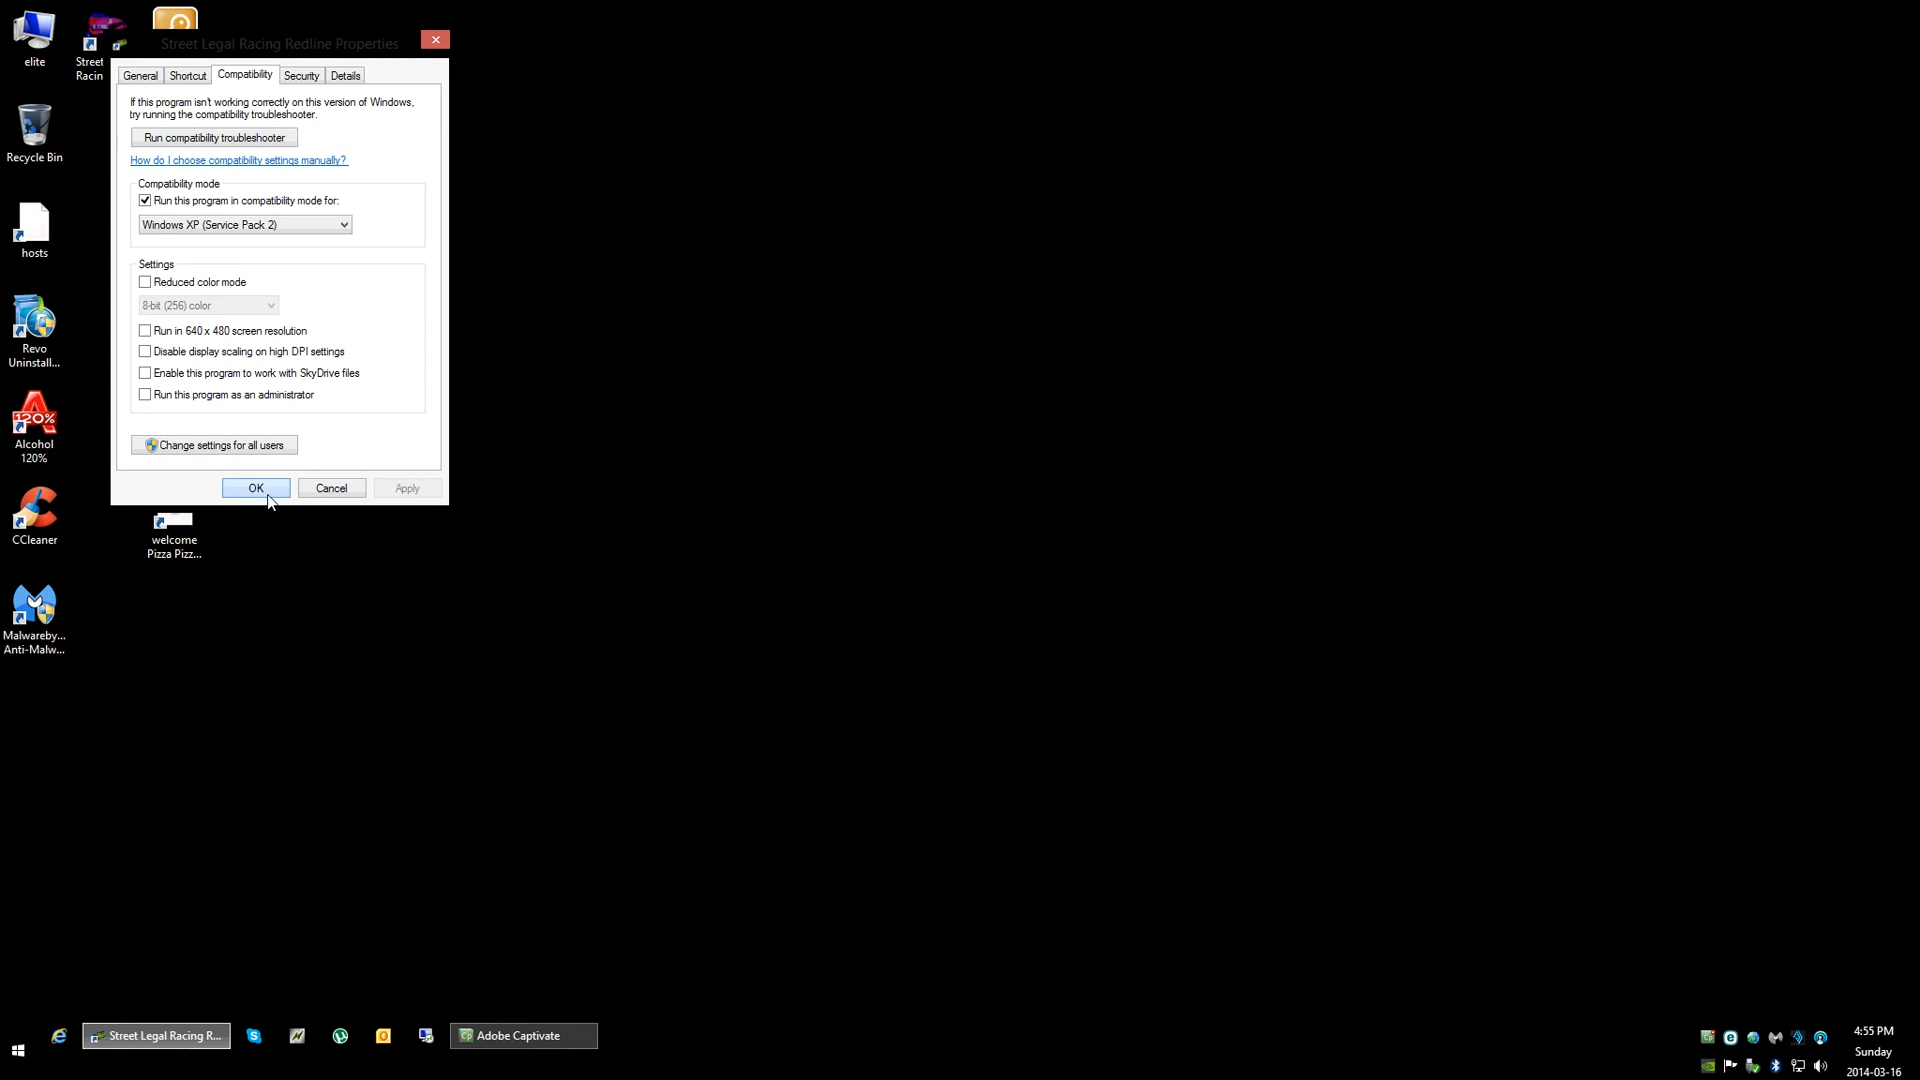 elite
Street
Racin
Recycle Bin
hosts
Revo
Uninstall...
120%
Alcohol
120%
CCleaner
Malwareby...
Anti-Malw...
Street Legal Racing Redline Properties
General
Shortcut
Compatibility
Security
Details
If this program isn't working correctly on this version of Windows,
try running the compatibility troubleshooter.
Run compatibility troubleshooter
How do I choose compatibility settings manually?
Compatibility mode
Run this program in compatibility mode for:
Windows XP (Service Pack 2)
Settings
Reduced color mode
8-bit (256) color
Run in 640 x 480 screen resolution
Disable display scaling on high DPI settings
Enable this program to work with SkyDrive files
Run this program as an administrator
Change settings for all users
OK
Cancel
Apply
welcome
Pizza Pizz...
Street Legal Racing R...
Cp
Adobe Captivate
4:55 PM
Sunday
2014-03-16